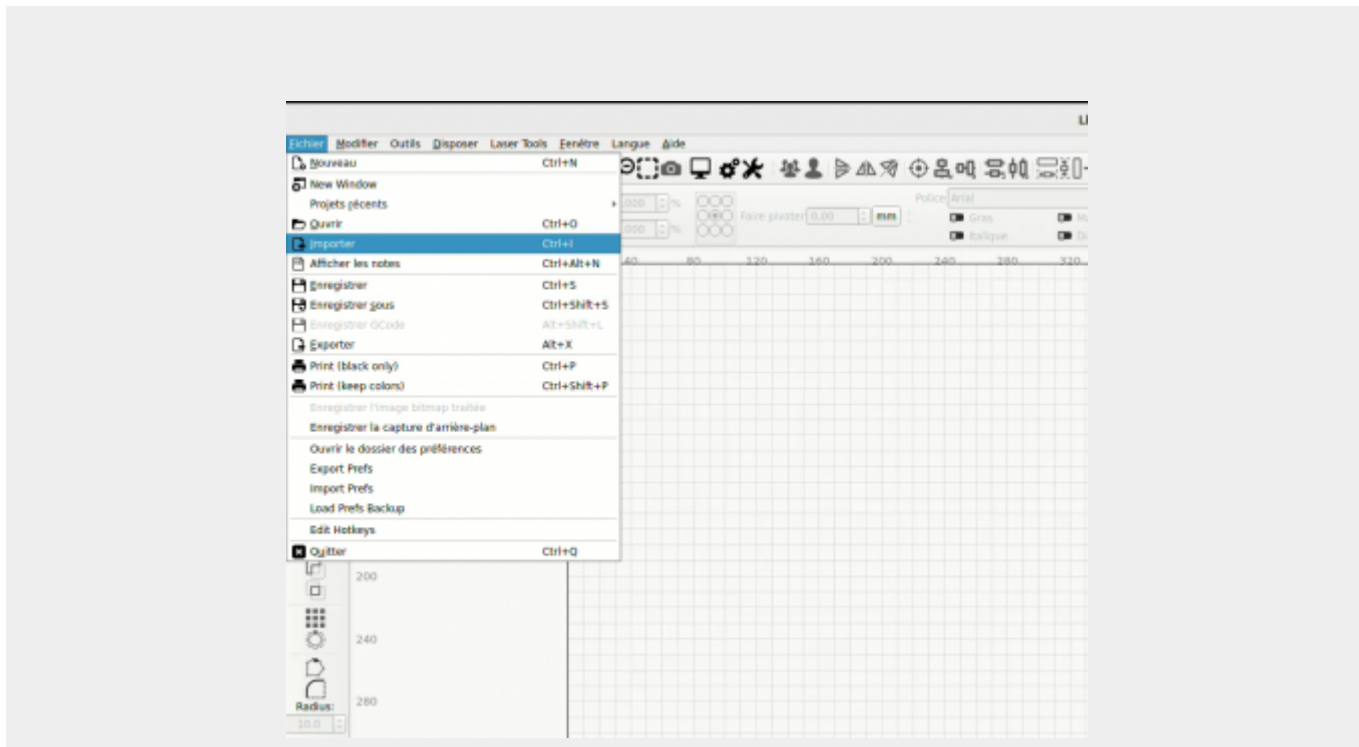 Fichier Modifier Outils Disposer Laser Tools Fenêtre Langue Aide
Nouveau Ctrl+N
New Window
Projets récents
Ouvrir Ctrl+O
Importer Ctrl+I
Afficher les notes Ctrl+Alt+N
Enregistrer Ctrl+S
Enregistrer sous Ctrl+Shift+S
Enregistrer GCode Alt+Shift+L
Exporter Alt+X
Print (black only) Ctrl+P
Print (keep colors) Ctrl+Shift+P
Enregistrer l'image bitmap traitée
Enregistrer la capture d'arrière-plan
Ouvrir le dossier des préférences
Export Prefs
Import Prefs
Load Prefs Backup
Edit Hotkeys
Quitter Ctrl+Q
%
%
Faire pivoter 0,00 mm
Police Arial
Gras
Italique
80 120 160 200 240 280 320
200
240
280
Radius:
10.0